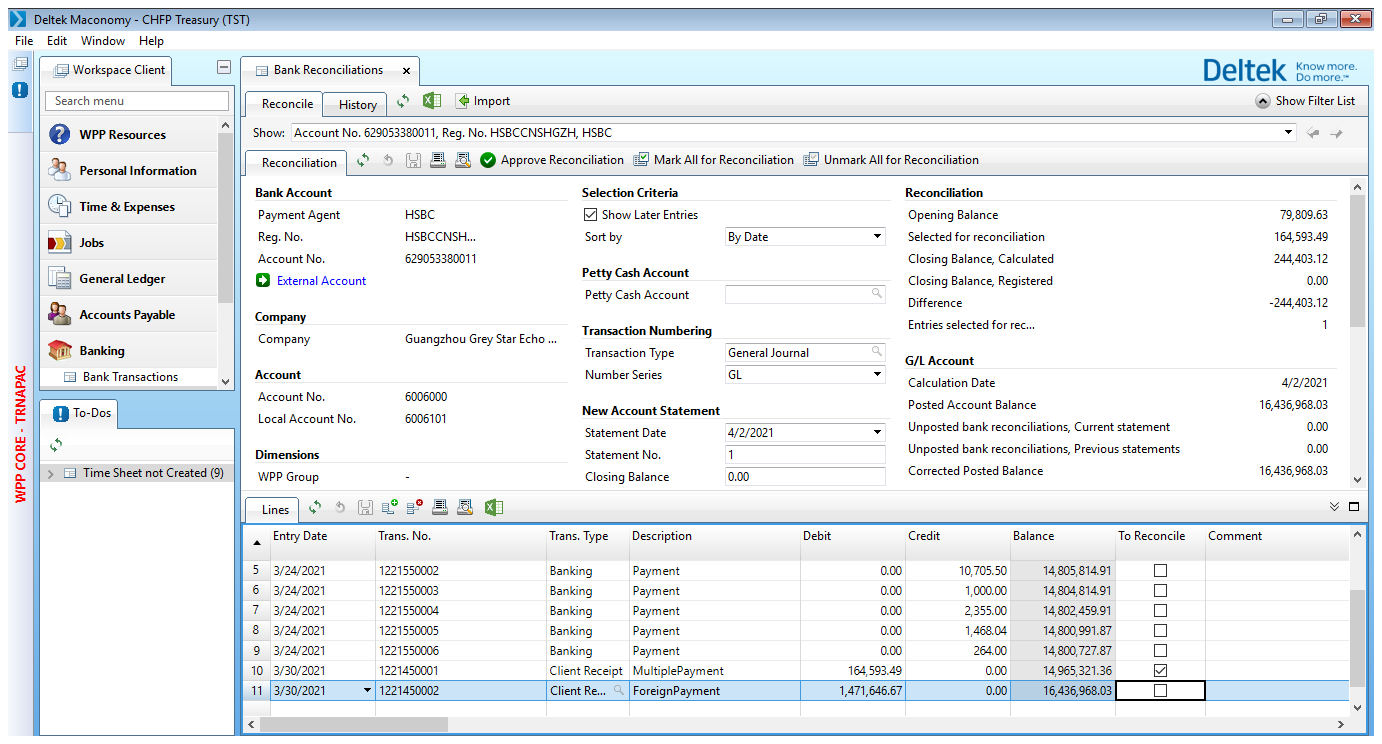 Deltek Maconomy - CHFP Treasury (TST)
File Edit Window Help
Workspace Client
Bank Reconciliations
Deltek Know more. Do more.™
Search menu
Reconcile History Import Show Filter List
WPP Resources
Show: Account No. 629053380011, Reg. No. HSBCCNSHGZH, HSBC
Personal Information
Reconciliation Approve Reconciliation Mark All for Reconciliation Unmark All for Reconciliation
Time & Expenses
Jobs
General Ledger
Accounts Payable
Banking
Bank Transactions
To-Dos
Time Sheet not Created (9)
WPP CORE - TRNAPAC
Bank Account
Payment Agent HSBC
Reg. No. HSBCCNSH...
Account No. 629053380011
External Account
Company
Company Guangzhou Grey Star Echo ...
Account
Account No. 6006000
Local Account No. 6006101
Dimensions
WPP Group -
Selection Criteria
Show Later Entries
Sort by By Date
Petty Cash Account
Petty Cash Account
Transaction Numbering
Transaction Type General Journal
Number Series GL
New Account Statement
Statement Date 4/2/2021
Statement No. 1
Closing Balance 0.00
Reconciliation
Opening Balance 79,809.63
Selected for reconciliation 164,593.49
Closing Balance, Calculated 244,403.12
Closing Balance, Registered 0.00
Difference -244,403.12
Entries selected for rec... 1
G/L Account
Calculation Date 4/2/2021
Posted Account Balance 16,436,968.03
Unposted bank reconciliations, Current statement 0.00
Unposted bank reconciliations, Previous statements 0.00
Corrected Posted Balance 16,436,968.03
Lines
Entry Date Trans. No. Trans. Type Description Debit Credit Balance To Reconcile Comment
5 3/24/2021 1221550002 Banking Payment 0.00 10,705.50 14,805,814.91
6 3/24/2021 1221550003 Banking Payment 0.00 1,000.00 14,804,814.91
7 3/24/2021 1221550004 Banking Payment 0.00 2,355.00 14,802,459.91
8 3/24/2021 1221550005 Banking Payment 0.00 1,468.04 14,800,991.87
9 3/24/2021 1221550006 Banking Payment 0.00 264.00 14,800,727.87
10 3/30/2021 1221450001 Client Receipt MultiplePayment 164,593.49 0.00 14,965,321.36
11 3/30/2021 1221450002 Client Re... ForeignPayment 1,471,646.67 0.00 16,436,968.03